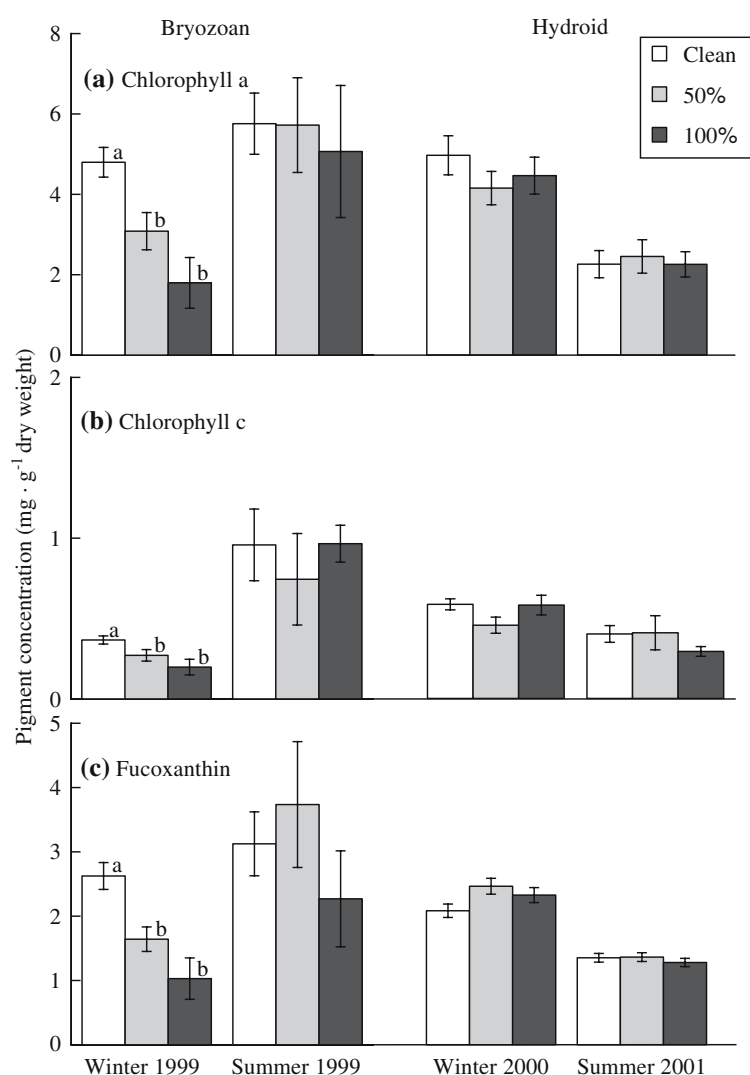 Bryozoan
Hydroid
Clean
50%
100%
(a) Chlorophyll a
8
6
4
2
0
a
b
b
(b) Chlorophyll c
2
1
0
a
b
b
(c) Fucoxanthin
5
4
3
2
1
0
a
b
b
Pigment concentration (mg · g⁻¹ dry weight)
Winter 1999
Summer 1999
Winter 2000
Summer 2001